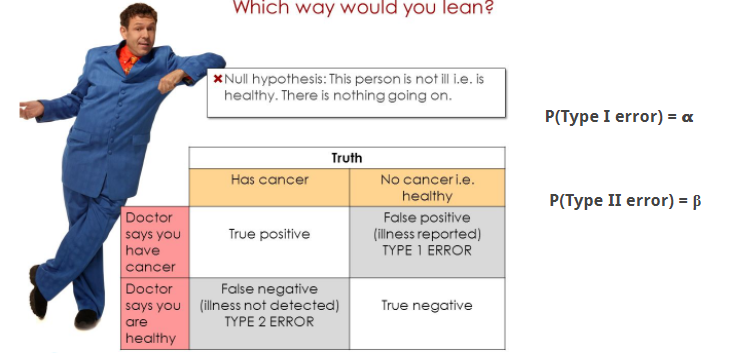 Which way would you lean?
×Null hypothesis: This person is not ill i.e. is
healthy. There is nothing going on.
P(Type I error) = α
P(Type II error) = β
Truth
Has cancer
No cancer i.e.
healthy
Doctor
says you
have
cancer
True positive
False positive
(illness reported)
TYPE 1 ERROR
Doctor
says you
are
healthy
False negative
(illness not detected)
TYPE 2 ERROR
True negative